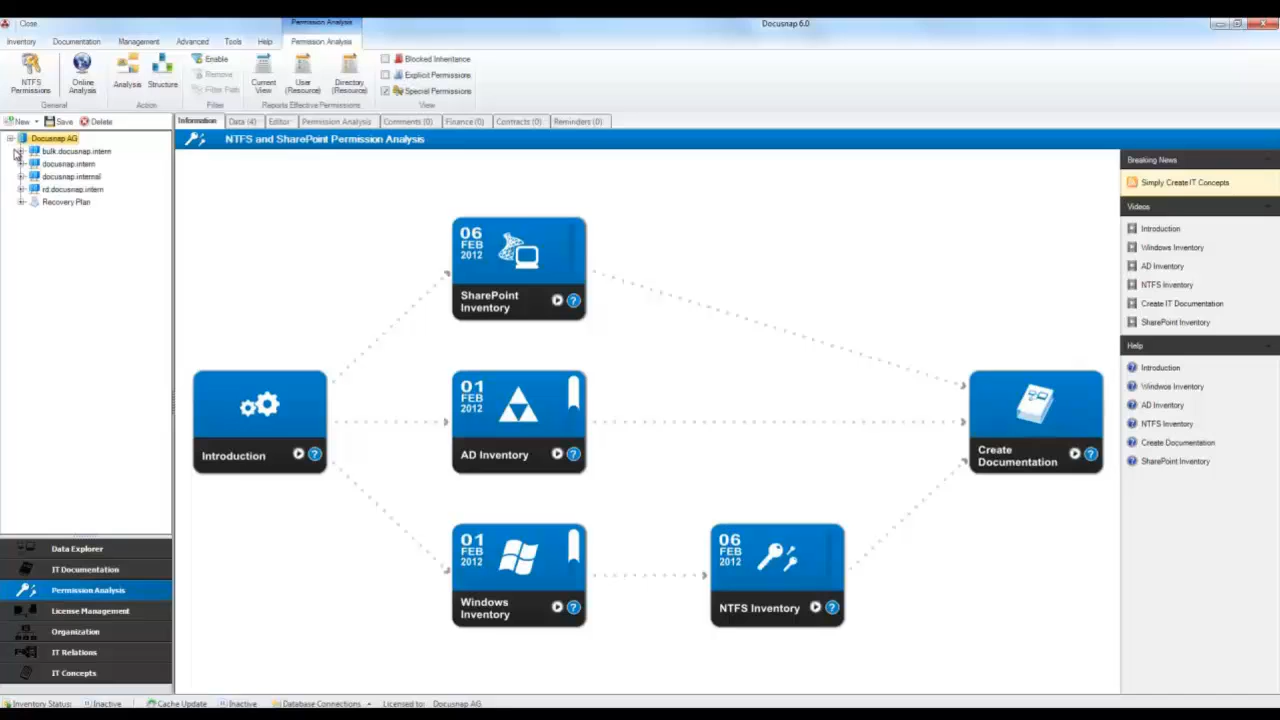 Close
Permission Analysis
Docusnap 6.0
Inventory Documentation Management Advanced Tools Help Permission Analysis
NTFS Permissions
Online Analysis
Analysis
Structure
Enable
Remove
Filter Path
Current View
User (Resource)
Directory (Resource)
Blocked Inheritance
Explicit Permissions
Special Permissions
General Action Filter Reports Effective Permissions View
New Save Delete
Information Data (4) Editor Permission Analysis Comments (0) Finance (0) Contracts (0) Reminders (0)
Docusnap AG
bulk.docusnap.intern
docusnap.intern
docusnap.internal
rd.docusnap.intern
Recovery Plan
NTFS and SharePoint Permission Analysis
06
FEB
2012
SharePoint
Inventory
Introduction
01
FEB
2012
AD Inventory
Create
Documentation
01
FEB
2012
Windows
Inventory
06
FEB
2012
NTFS Inventory
Breaking News
Simply Create IT Concepts
Videos
Introduction
Windows Inventory
AD Inventory
NTFS Inventory
Create IT Documentation
SharePoint Inventory
Help
Introduction
Windwos Inventory
AD Inventory
NTFS Inventory
Create Documentation
SharePoint Inventory
Data Explorer
IT Documentation
Permission Analysis
License Management
Organization
IT Relations
IT Concepts
Inventory Status: Inactive Cache Update Inactive Database Connections Licensed to: Docusnap AG